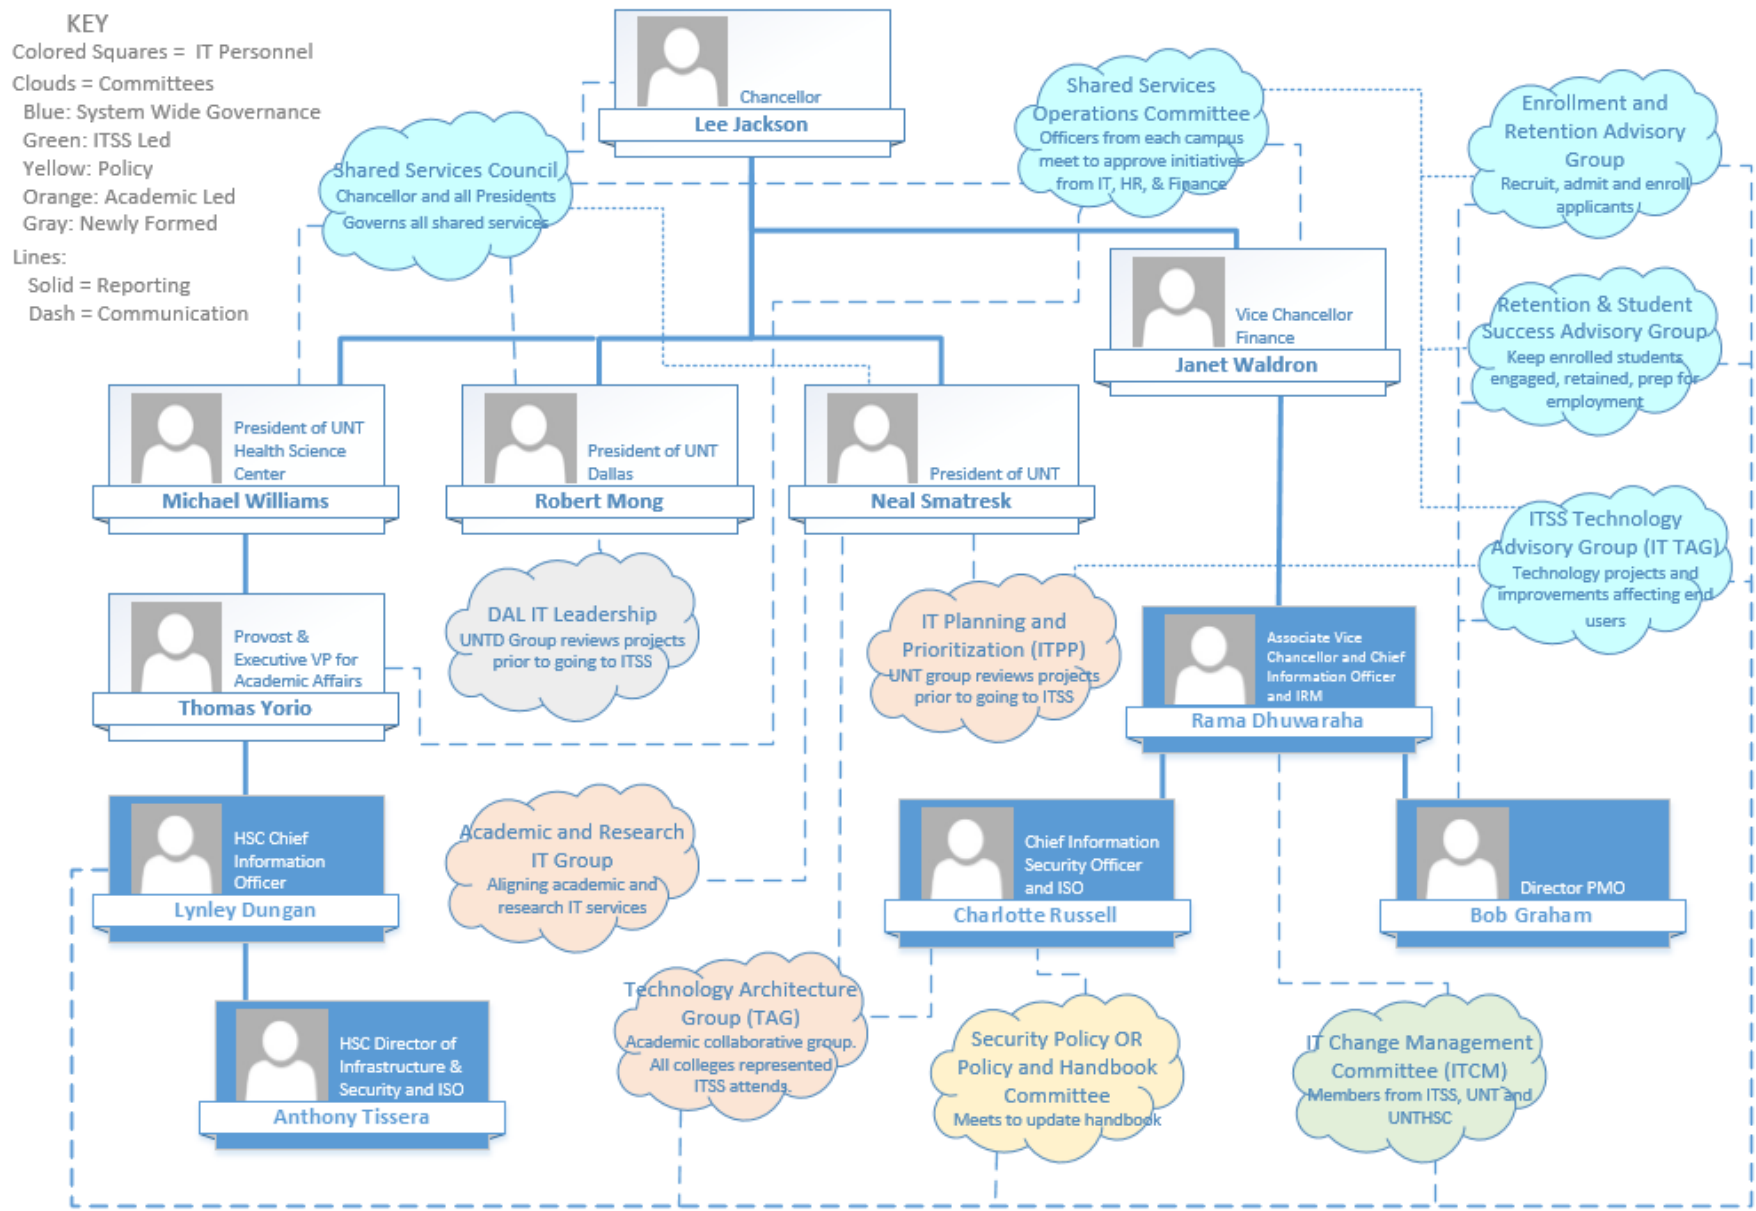 KEY
Colored Squares = IT Personnel
Clouds = Committees
Blue: System Wide Governance
Green: ITSS Led
Yellow: Policy
Orange: Academic Led
Gray: Newly Formed
Lines:
Solid = Reporting
Dash = Communication
Chancellor
Lee Jackson
Shared Services Council
Chancellor and all Presidents
Governs all shared services
Shared Services
Operations Committee
Officers from each campus
meet to approve initiatives
from IT, HR, & Finance
Enrollment and
Retention Advisory
Group
Recruit, admit and enroll
applicants
Vice Chancellor
Finance
Janet Waldron
Retention & Student
Success Advisory Group
Keep enrolled students
engaged, retained, prep for
employment
President of UNT
Health Science
Center
Michael Williams
President of UNT
Dallas
Robert Mong
President of UNT
Neal Smatresk
ITSS Technology
Advisory Group (IT TAG)
Technology projects and
improvements affecting end
users
DAL IT Leadership
UNTD Group reviews projects
prior to going to ITSS
IT Planning and
Prioritization (ITPP)
UNT group reviews projects
prior to going to ITSS
Provost &
Executive VP for
Academic Affairs
Thomas Yorio
Associate Vice
Chancellor and Chief
Information Officer
and IRM
Rama Dhuwaraha
HSC Chief
Information
Officer
Lynley Dungan
Academic and Research
IT Group
Aligning academic and
research IT services
Chief Information
Security Officer
and ISO
Charlotte Russell
Director PMO
Bob Graham
HSC Director of
Infrastructure &
Security and ISO
Anthony Tissera
Technology Architecture
Group (TAG)
Academic collaborative group.
All colleges represented
ITSS attends.
Security Policy OR
Policy and Handbook
Committee
Meets to update handbook
IT Change Management
Committee (ITCM)
Members from ITSS, UNT and
UNTHSC